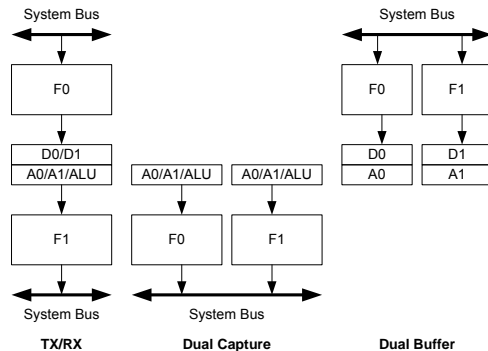 System Bus
F0
D0/D1
A0/A1/ALU
F1
System Bus
TX/RX
A0/A1/ALU A0/A1/ALU
F0 F1
System Bus
Dual Capture
System Bus
F0 F1
D0 D1
A0 A1
Dual Buffer